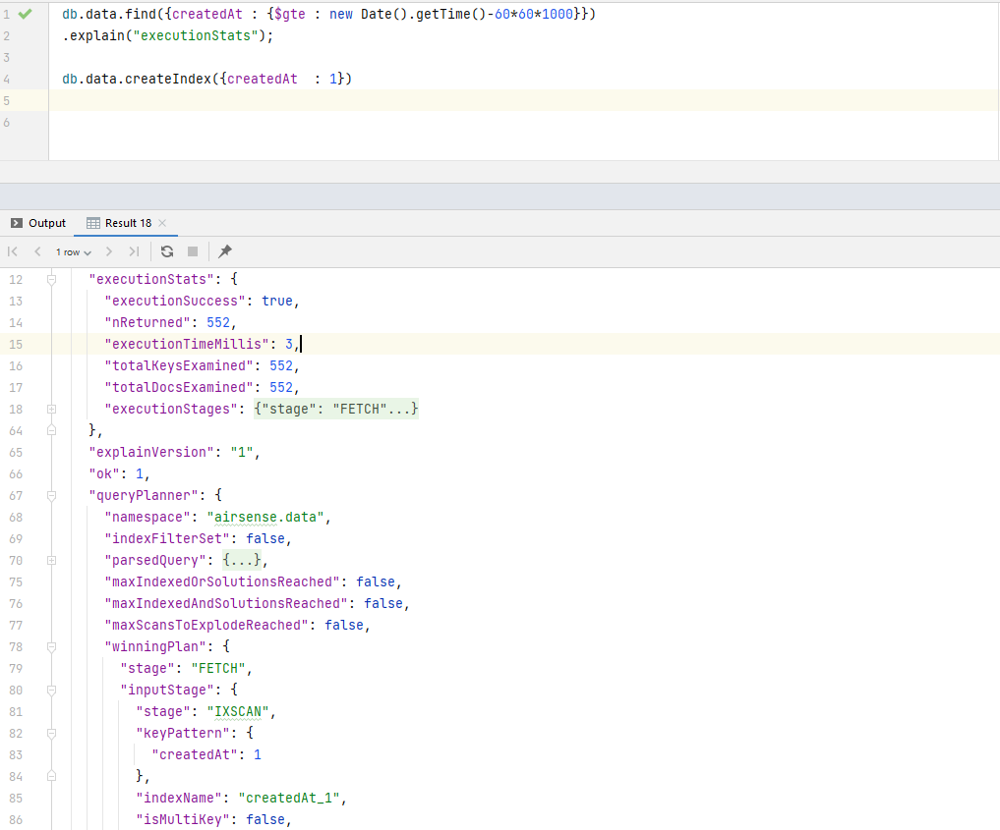 1 db.data.find({createdAt : {$gte : new Date().getTime()-60*60*1000}})
2 .explain("executionStats");
3
4 db.data.createIndex({createdAt  : 1})
5
6
Output Result 18
1 row
12 "executionStats": {
13 "executionSuccess": true,
14 "nReturned": 552,
15 "executionTimeMillis": 3,
16 "totalKeysExamined": 552,
17 "totalDocsExamined": 552,
18 "executionStages": {"stage": "FETCH"...}
64 },
65 "explainVersion": "1",
66 "ok": 1,
67 "queryPlanner": {
68 "namespace": "airsense.data",
69 "indexFilterSet": false,
70 "parsedQuery": {...},
75 "maxIndexedOrSolutionsReached": false,
76 "maxIndexedAndSolutionsReached": false,
77 "maxScansToExplodeReached": false,
78 "winningPlan": {
79 "stage": "FETCH",
80 "inputStage": {
81 "stage": "IXSCAN",
82 "keyPattern": {
83 "createdAt": 1
84 },
85 "indexName": "createdAt_1",
86 "isMultiKey": false,